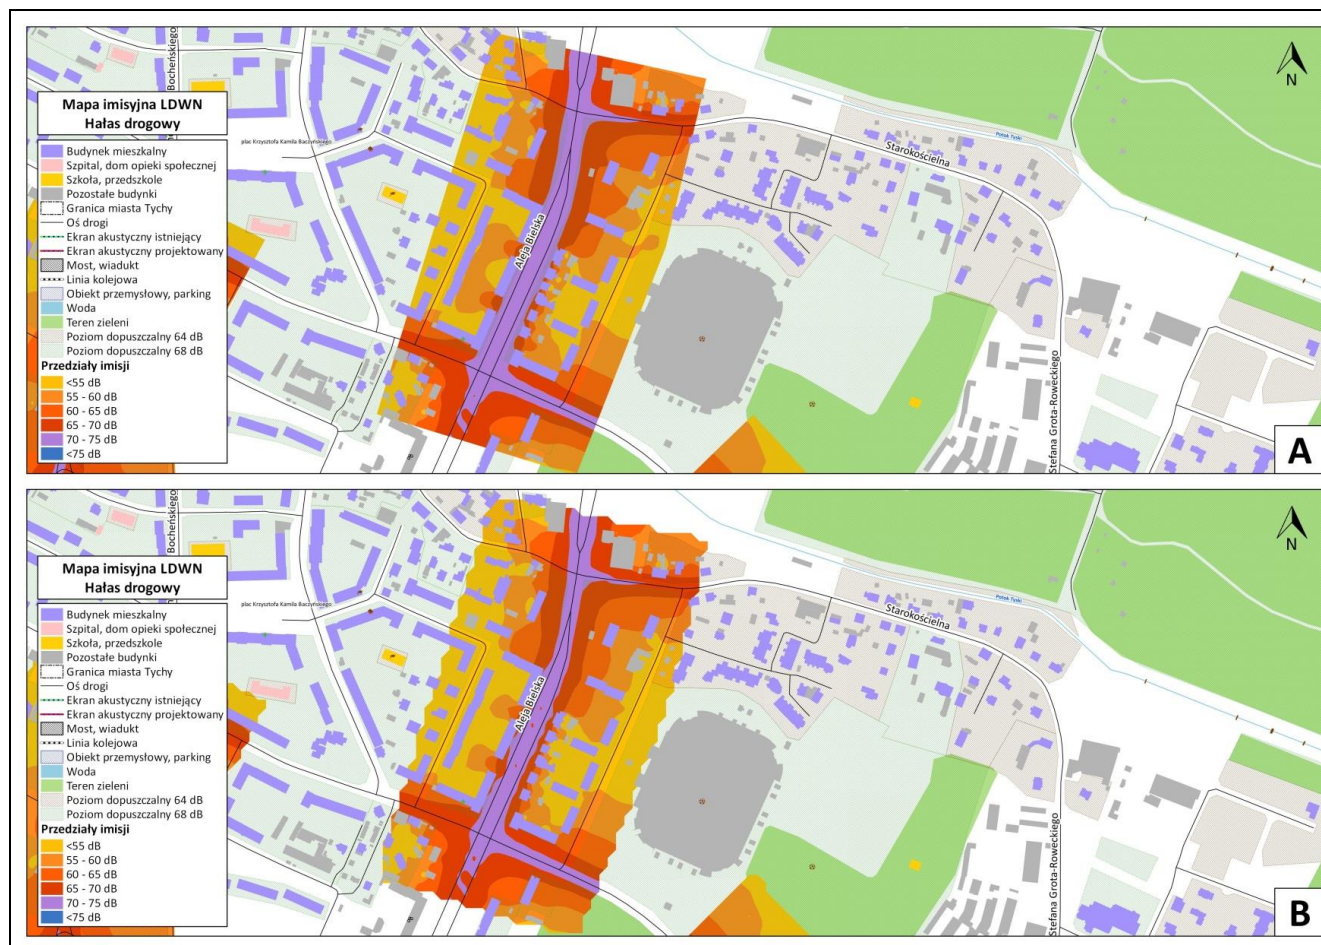 Bocheńskiego
N
Mapa imisyjna LDWN
Hałas drogowy
plac Krzysztofa Kamila Baczyńskiego
Potok Tyski
Starokościelna
Budynek mieszkalny
Szpital, dom opieki społecznej
Szkoła, przedszkole
Pozostałe budynki
Granica miasta Tychy
Oś drogi
Ekran akustyczny istniejący
Ekran akustyczny projektowany
Most, wiadukt
Linia kolejowa
Obiekt przemysłowy, parking
Woda
Teren zieleni
Poziom dopuszczalny 64 dB
Poziom dopuszczalny 68 dB
Przedziały imisji
<55 dB
55 - 60 dB
60 - 65 dB
65 - 70 dB
70 - 75 dB
<75 dB
Aleja Bielska
Stefana Grota-Roweckiego
A
Bocheńskiego
N
Mapa imisyjna LDWN
Hałas drogowy
plac Krzysztofa Kamila Baczyńskiego
Potok Tyski
Starokościelna
Budynek mieszkalny
Szpital, dom opieki społecznej
Szkoła, przedszkole
Pozostałe budynki
Granica miasta Tychy
Oś drogi
Ekran akustyczny istniejący
Ekran akustyczny projektowany
Most, wiadukt
Linia kolejowa
Obiekt przemysłowy, parking
Woda
Teren zieleni
Poziom dopuszczalny 64 dB
Poziom dopuszczalny 68 dB
Przedziały imisji
<55 dB
55 - 60 dB
60 - 65 dB
65 - 70 dB
70 - 75 dB
<75 dB
Aleja Bielska
Stefana Grota-Roweckiego
B